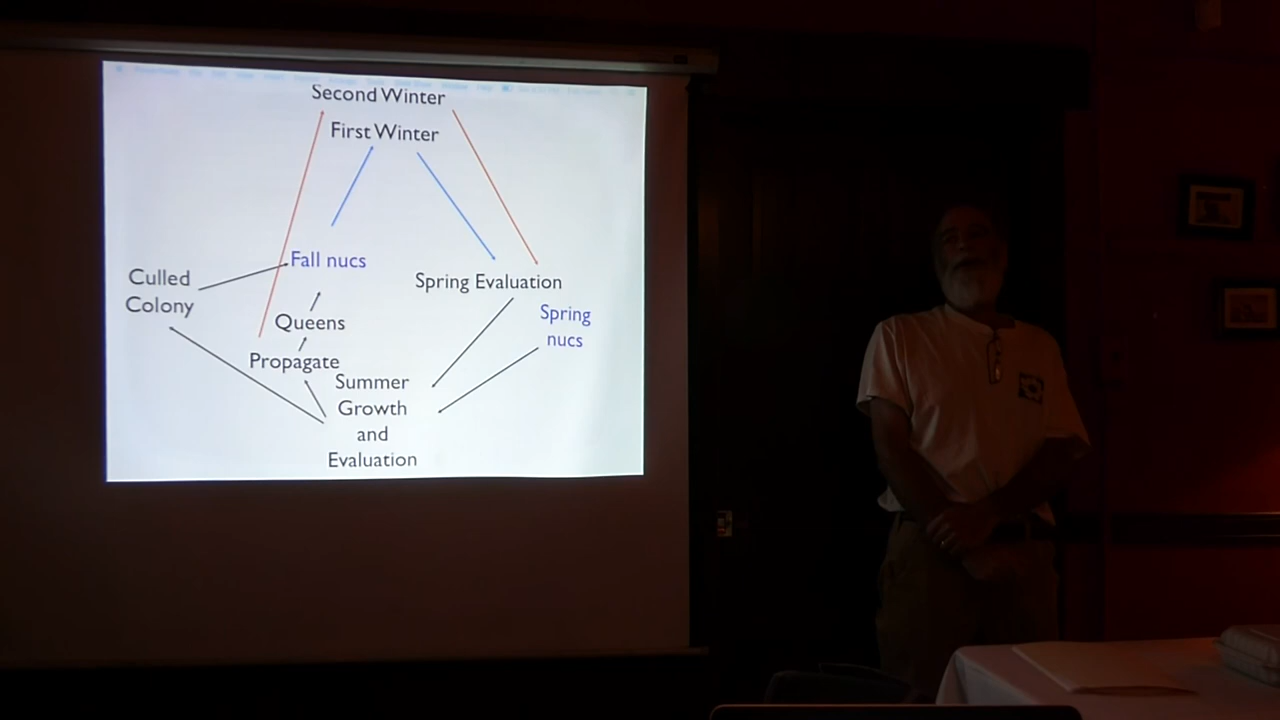 Second Winter
First Winter
Fall nucs
Culled
Colony
Spring Evaluation
Queens
Spring
nucs
Propagate
Summer
Growth
and
Evaluation